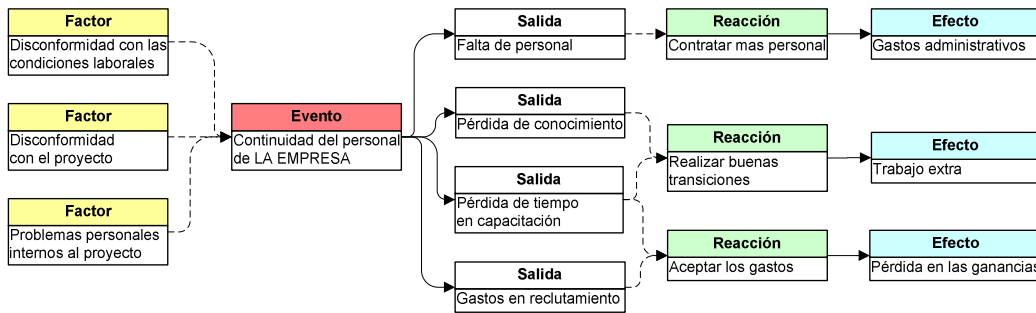 Factor
Disconformidad con las
condiciones laborales
Factor
Disconformidad
con el proyecto
Factor
Problemas personales
internos al proyecto
Evento
Continuidad del personal
de LA EMPRESA
Salida
Falta de personal
Salida
Pérdida de conocimiento
Salida
Pérdida de tiempo
en capacitación
Salida
Gastos en reclutamiento
Reacción
Contratar mas personal
Reacción
Realizar buenas
transiciones
Reacción
Aceptar los gastos
Efecto
Gastos administrativos
Efecto
Trabajo extra
Efecto
Pérdida en las ganancias